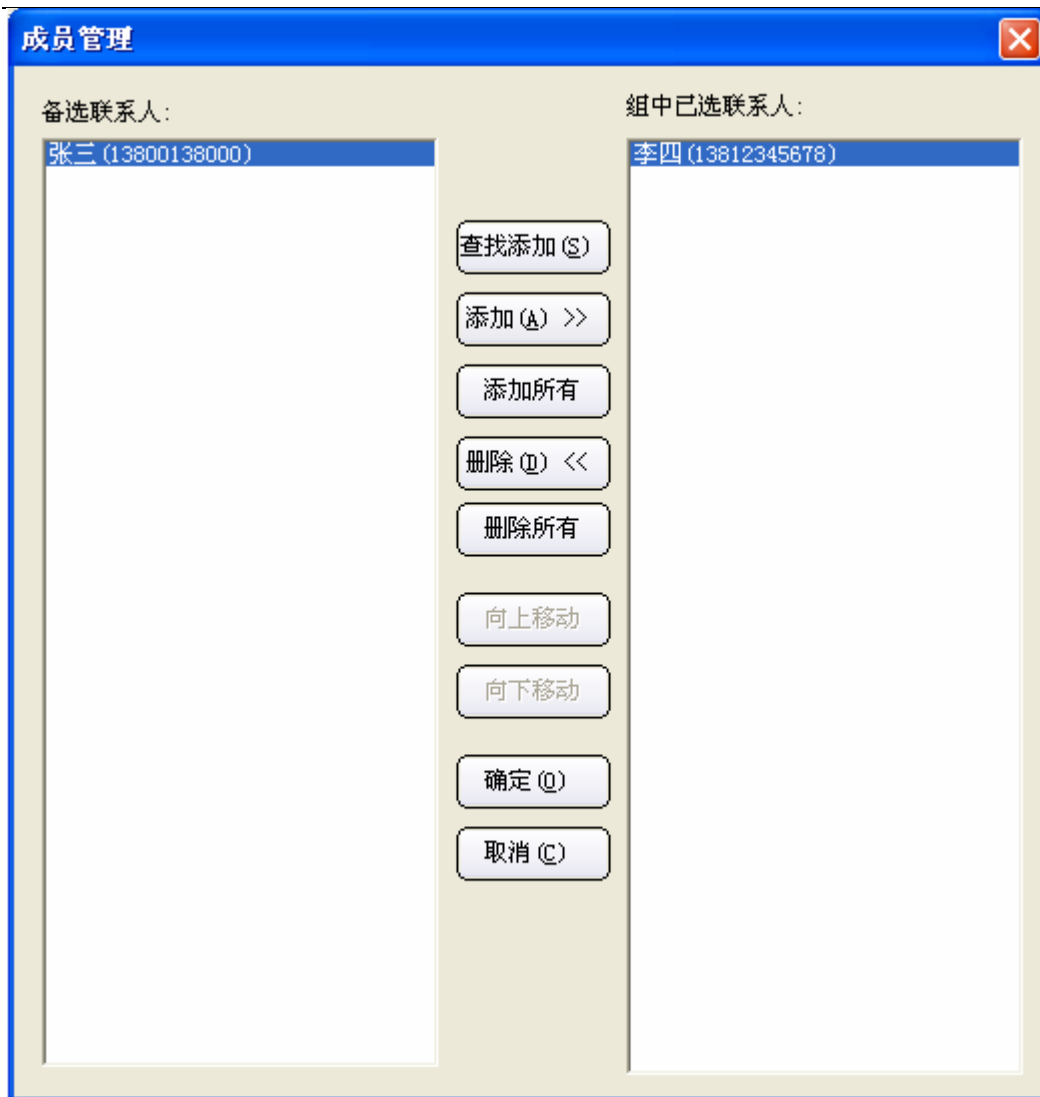 成员管理
备选联系人:
组中已选联系人:
张三(13800138000)
李四(13812345678)
查找添加(S)
添加(A) >>
添加所有
删除(D) <<
删除所有
向上移动
向下移动
确定(O)
取消(C)